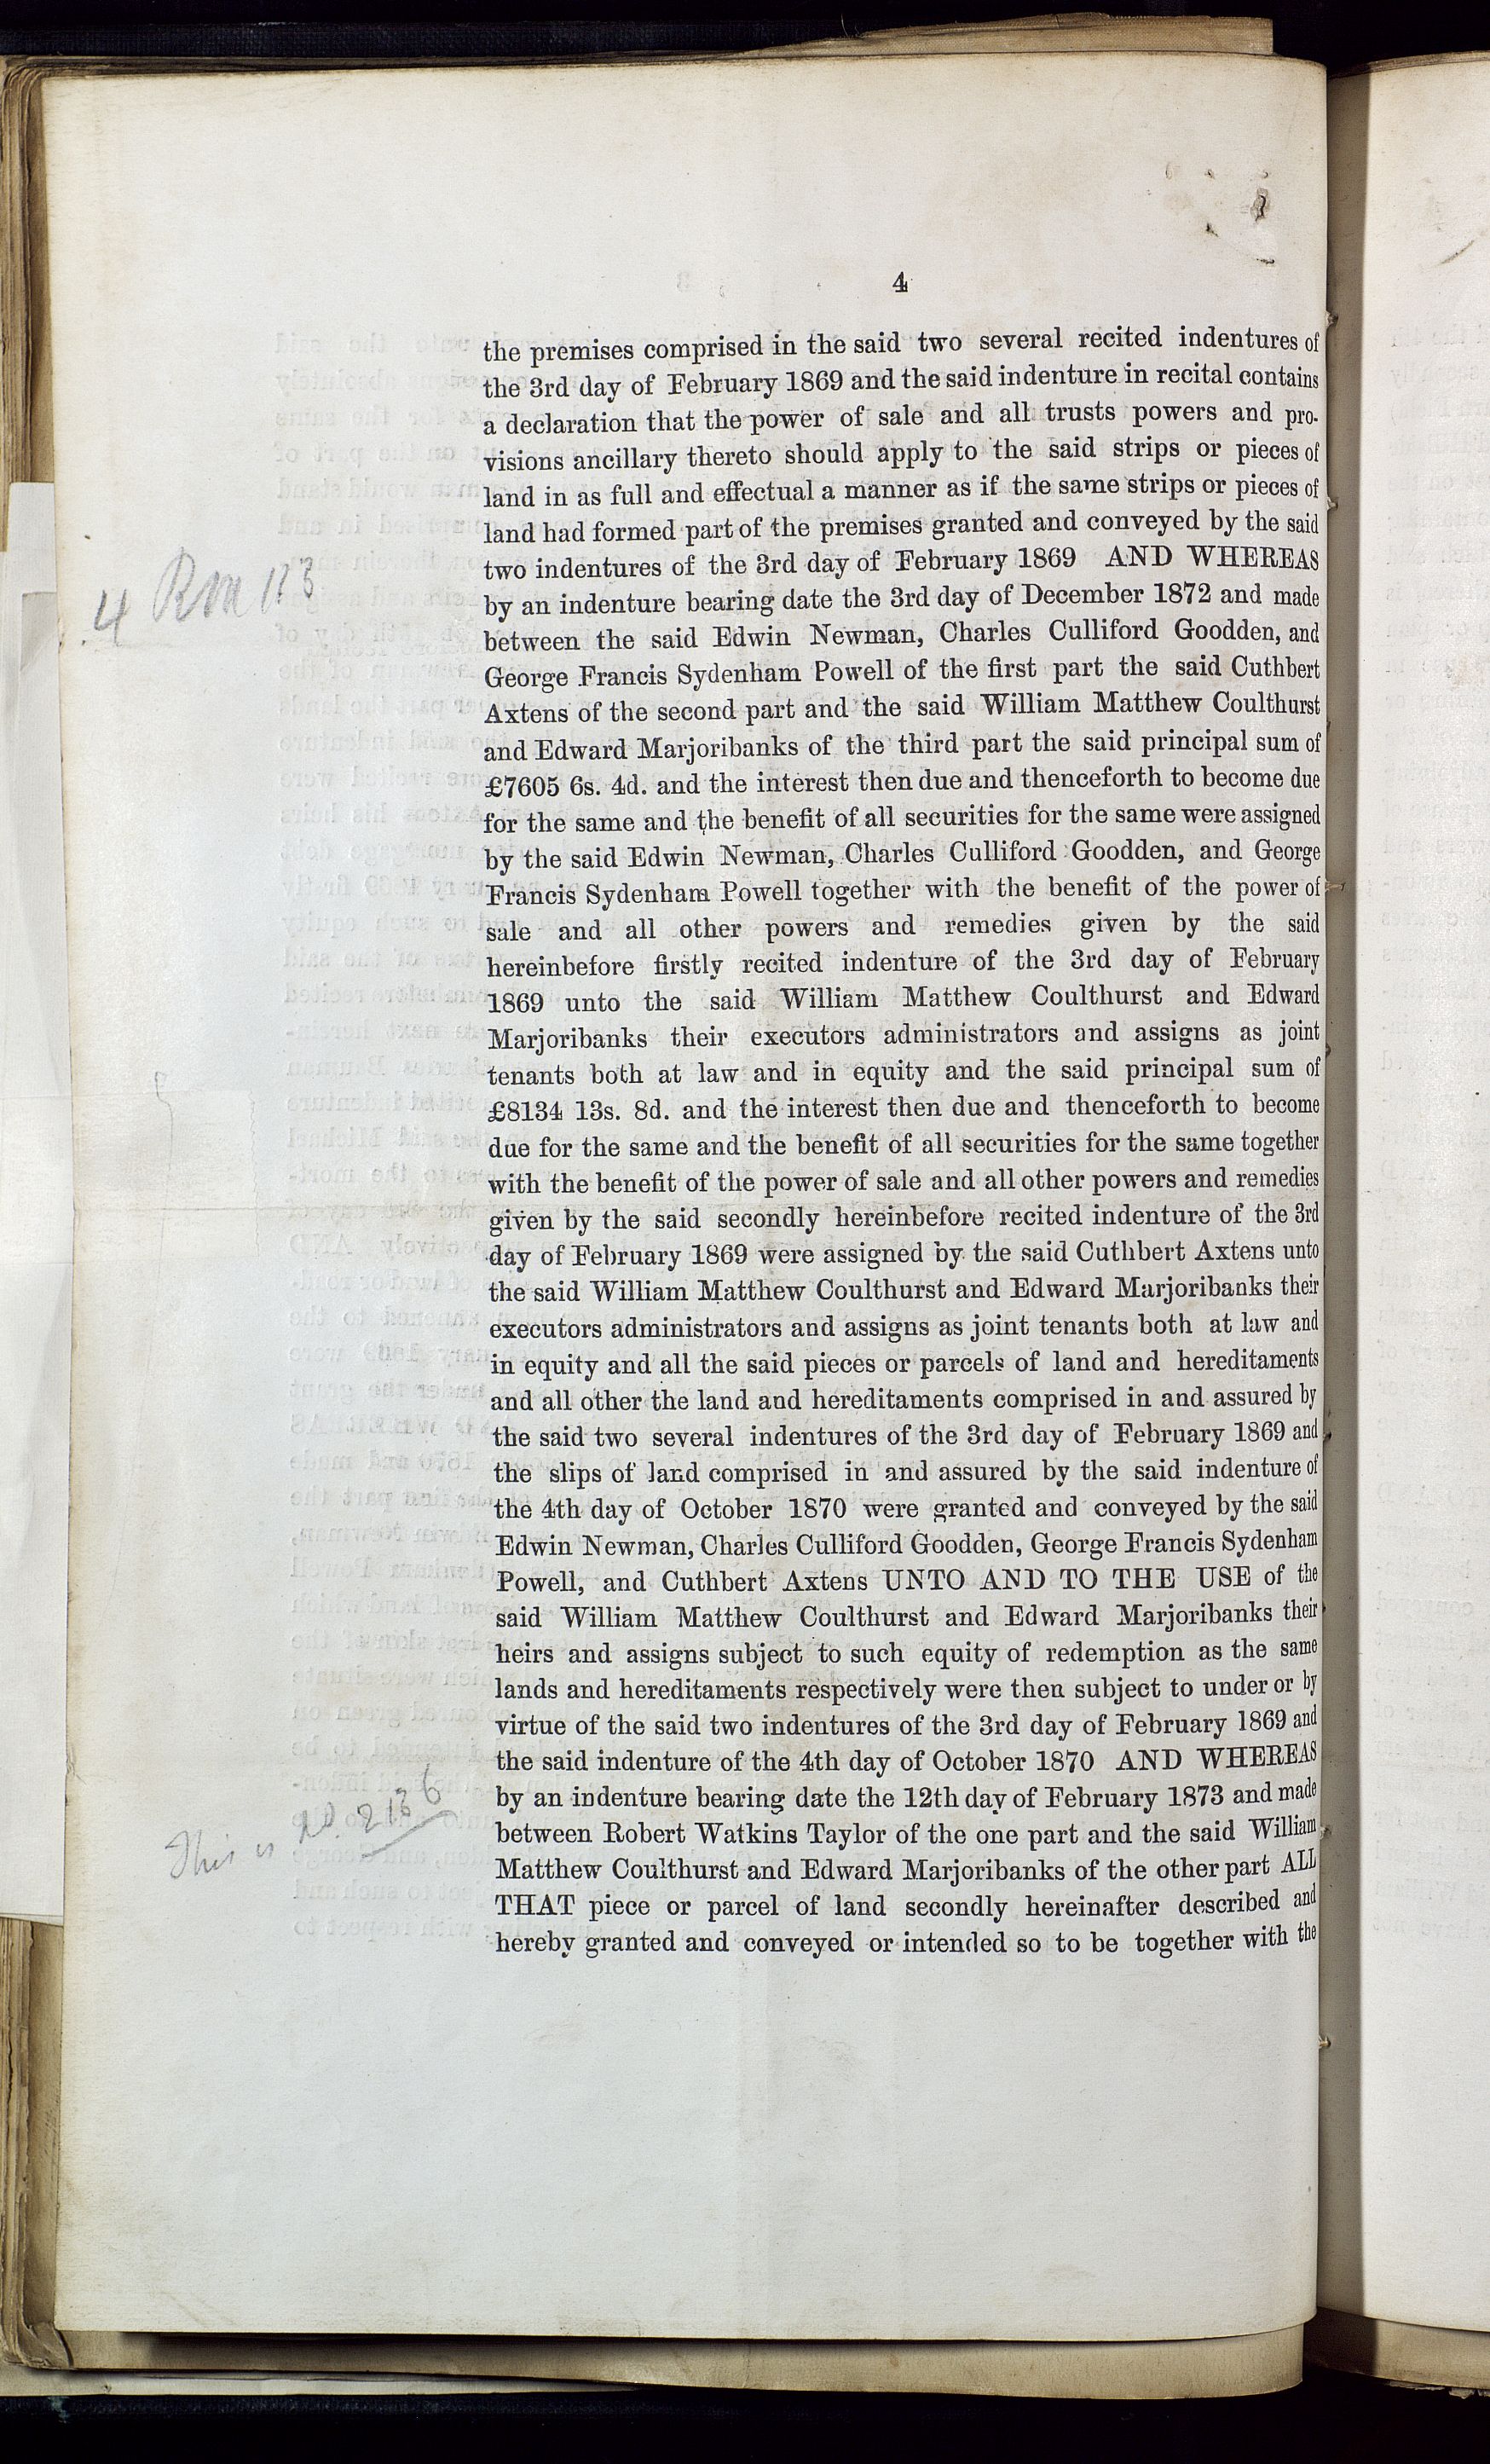 4
the premises comprised in the said two several recited indentures of
the 3rd day of February 1869 and the said indenture in recital contains
a declaration that the power of sale and all trusts powers and pro-
visions ancillary thereto should apply to the said strips or pieces of
land in as full and effectual a manner as if the same strips or pieces of
land had formed part of the premises granted and conveyed by the said
two indentures of the 3rd day of February 1869 AND WHEREAS
by an indenture bearing date the 3rd day of December 1872 and made
between the said Edwin Newman, Charles Culliford Goodden, and
George Francis Sydenham Powell of the first part the said Cuthbert
Axtens of the second part and the said William Matthew Coulthurst
and Edward Marjoribanks of the third part the said principal sum of
£7605 6s. 4d. and the interest then due and thenceforth to become due
for the same and the benefit of all securities for the same were assigned
by the said Edwin Newman, Charles Culliford Goodden, and George
Francis Sydenham Powell together with the benefit of the power of
sale and all other powers and remedies given by the said
hereinbefore firstly recited indenture of the 3rd day of February
1869 unto the said William Matthew Coulthurst and Edward
Marjoribanks their executors administrators and assigns as joint
tenants both at law and in equity and the said principal sum of
£8134 13s. 8d. and the interest then due and thenceforth to become
due for the same and the benefit of all securities for the same together
with the benefit of the power of sale and all other powers and remedies
given by the said secondly hereinbefore recited indenture of the 3rd
day of February 1869 were assigned by the said Cuthbert Axtens unto
the said William Matthew Coulthurst and Edward Marjoribanks their
executors administrators and assigns as joint tenants both at law and
in equity and all the said pieces or parcels of land and hereditaments
and all other the land and hereditaments comprised in and assured by
the said two several indentures of the 3rd day of February 1869 and
the slips of land comprised in and assured by the said indenture of
the 4th day of October 1870 were granted and conveyed by the said
Edwin Newman, Charles Culliford Goodden, George Francis Sydenham
Powell, and Cuthbert Axtens UNTO AND TO THE USE of the
said William Matthew Coulthurst and Edward Marjoribanks their
heirs and assigns subject to such equity of redemption as the same
lands and hereditaments respectively were then subject to under or by
virtue of the said two indentures of the 3rd day of February 1869 and
the said indenture of the 4th day of October 1870 AND WHEREAS
by an indenture bearing date the 12th day of February 1873 and made
between Robert Watkins Taylor of the one part and the said William
Matthew Coulthurst and Edward Marjoribanks of the other part ALL
THAT piece or parcel of land secondly hereinafter described and
hereby granted and conveyed or intended so to be together with the
4
This is 2136